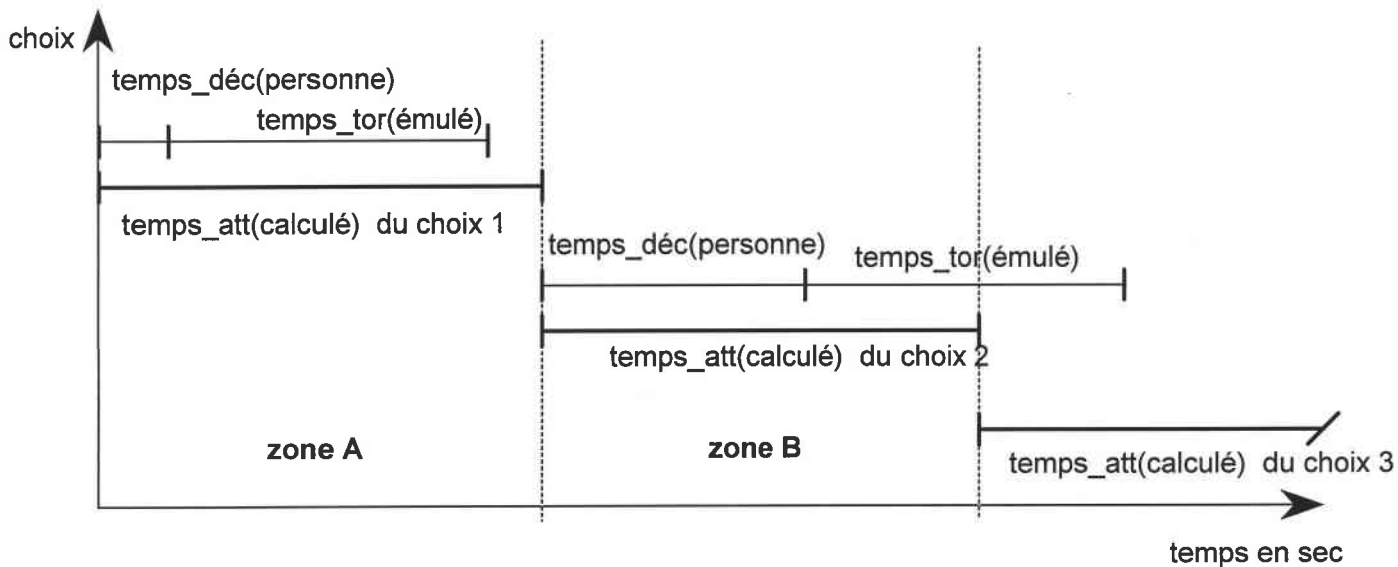 choix
temps_déc(personne)
temps_tor(émulé)
temps_att(calculé) du choix 1
temps_déc(personne)
temps_tor(émulé)
temps_att(calculé) du choix 2
zone A
zone B
temps_att(calculé) du choix 3
temps en sec